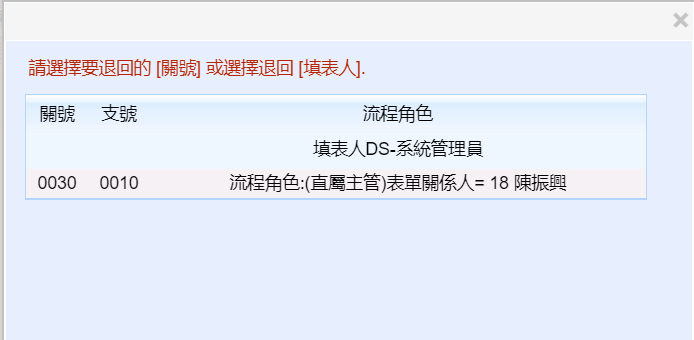 請選擇要退回的 [關號] 或選擇退回 [填表人].
關號 支號 流程角色
填表人DS-系統管理員
0030 0010 流程角色:(直屬主管)表單關係人= 18 陳振興